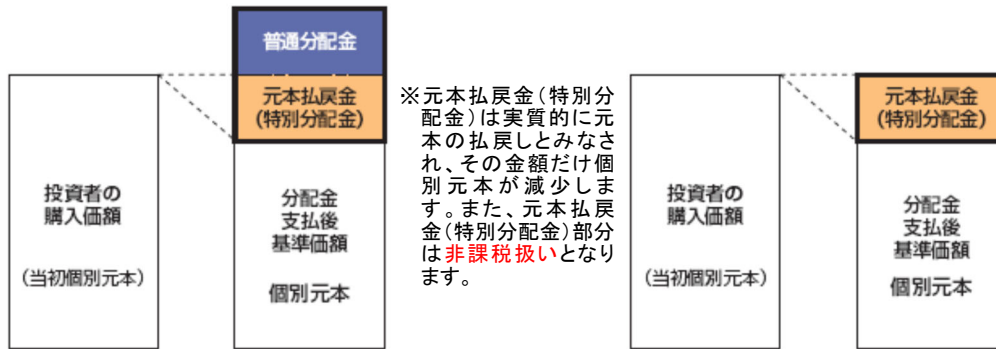 普通分配金
元本払戻金
(特別分配金)
投資者の
購入価額
(当初個別元本)
分配金
支払後
基準価額
個別元本
※元本払戻金(特別分
配金)は実質的に元
本の払戻しとみなさ
れ、その金額だけ個
別元本が減少しま
す。また、元本払戻
金(特別分配金)部分
は非課税扱いとなり
ます。
投資者の
購入価額
(当初個別元本)
元本払戻金
(特別分配金)
分配金
支払後
基準価額
個別元本